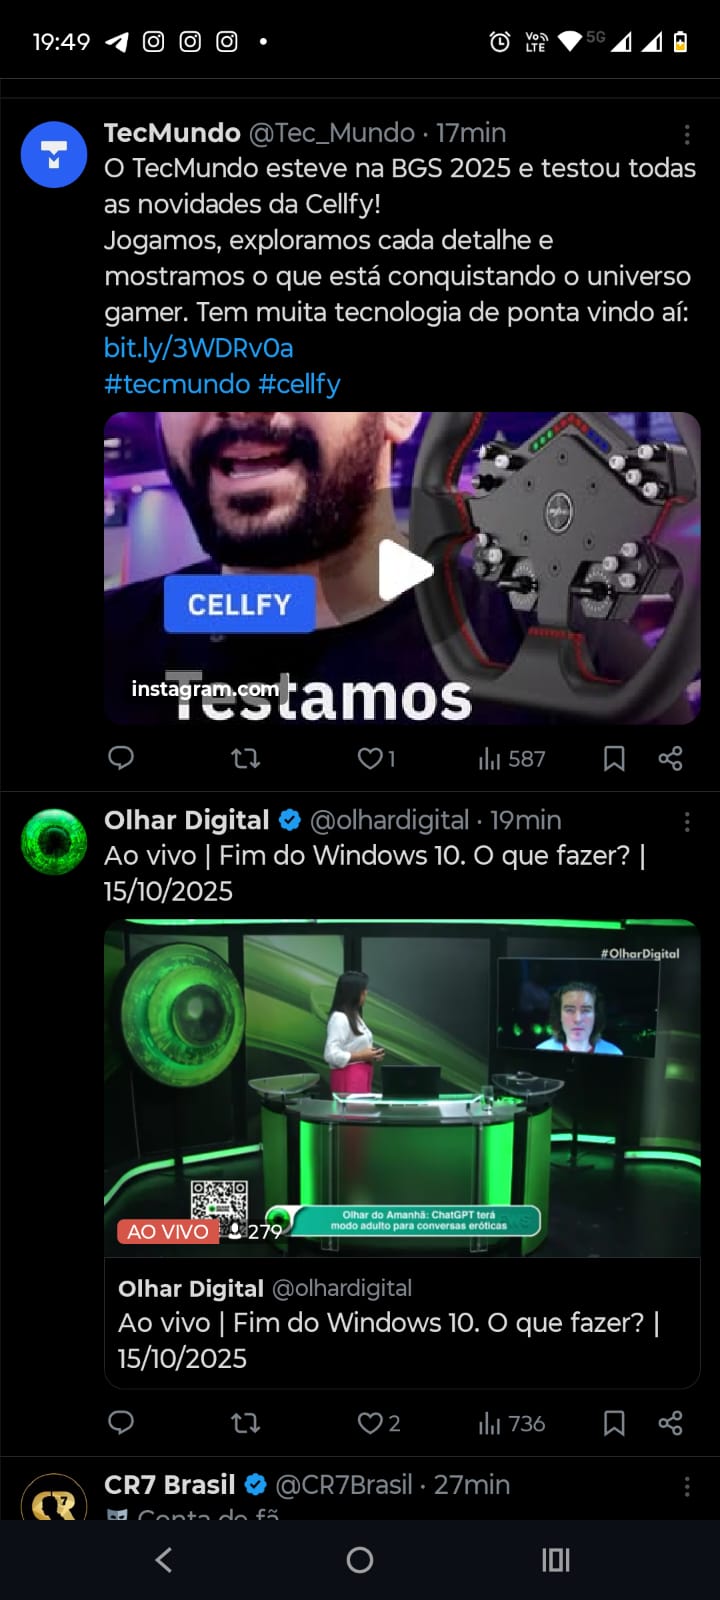 19:49
Vo)) LTE
5G
TecMundo @Tec_Mundo · 17min
O TecMundo esteve na BGS 2025 e testou todas
as novidades da Cellfy!
Jogamos, exploramos cada detalhe e
mostramos o que está conquistando o universo
gamer. Tem muita tecnologia de ponta vindo aí:
bit.ly/3WDRv0a
#tecmundo #cellfy
CELLFY
instagram.com
Testamos
1
587
Olhar Digital @olhardigital · 19min
Ao vivo | Fim do Windows 10. O que fazer? |
15/10/2025
#OlharDigital
Olhar do Amanhã: ChatGPT terá
modo adulto para conversas eróticas
AO VIVO 279
Olhar Digital @olhardigital
Ao vivo | Fim do Windows 10. O que fazer? |
15/10/2025
2
736
CR7 Brasil @CR7Brasil · 27min
Conta de fã